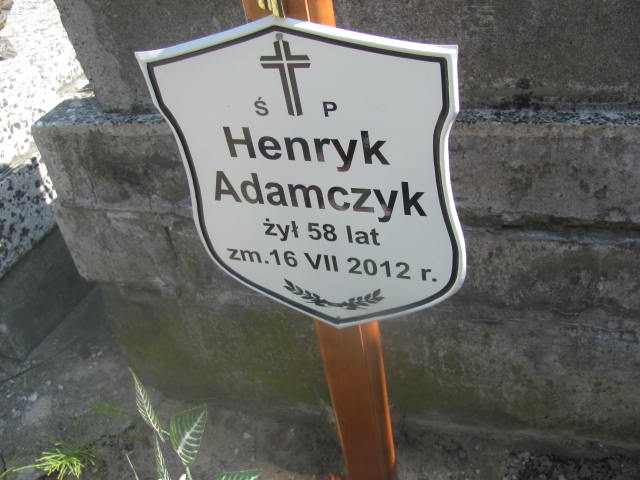 Ś P
Henryk
Adamczyk
żył 58 lat
zm.16 VII 2012 r.